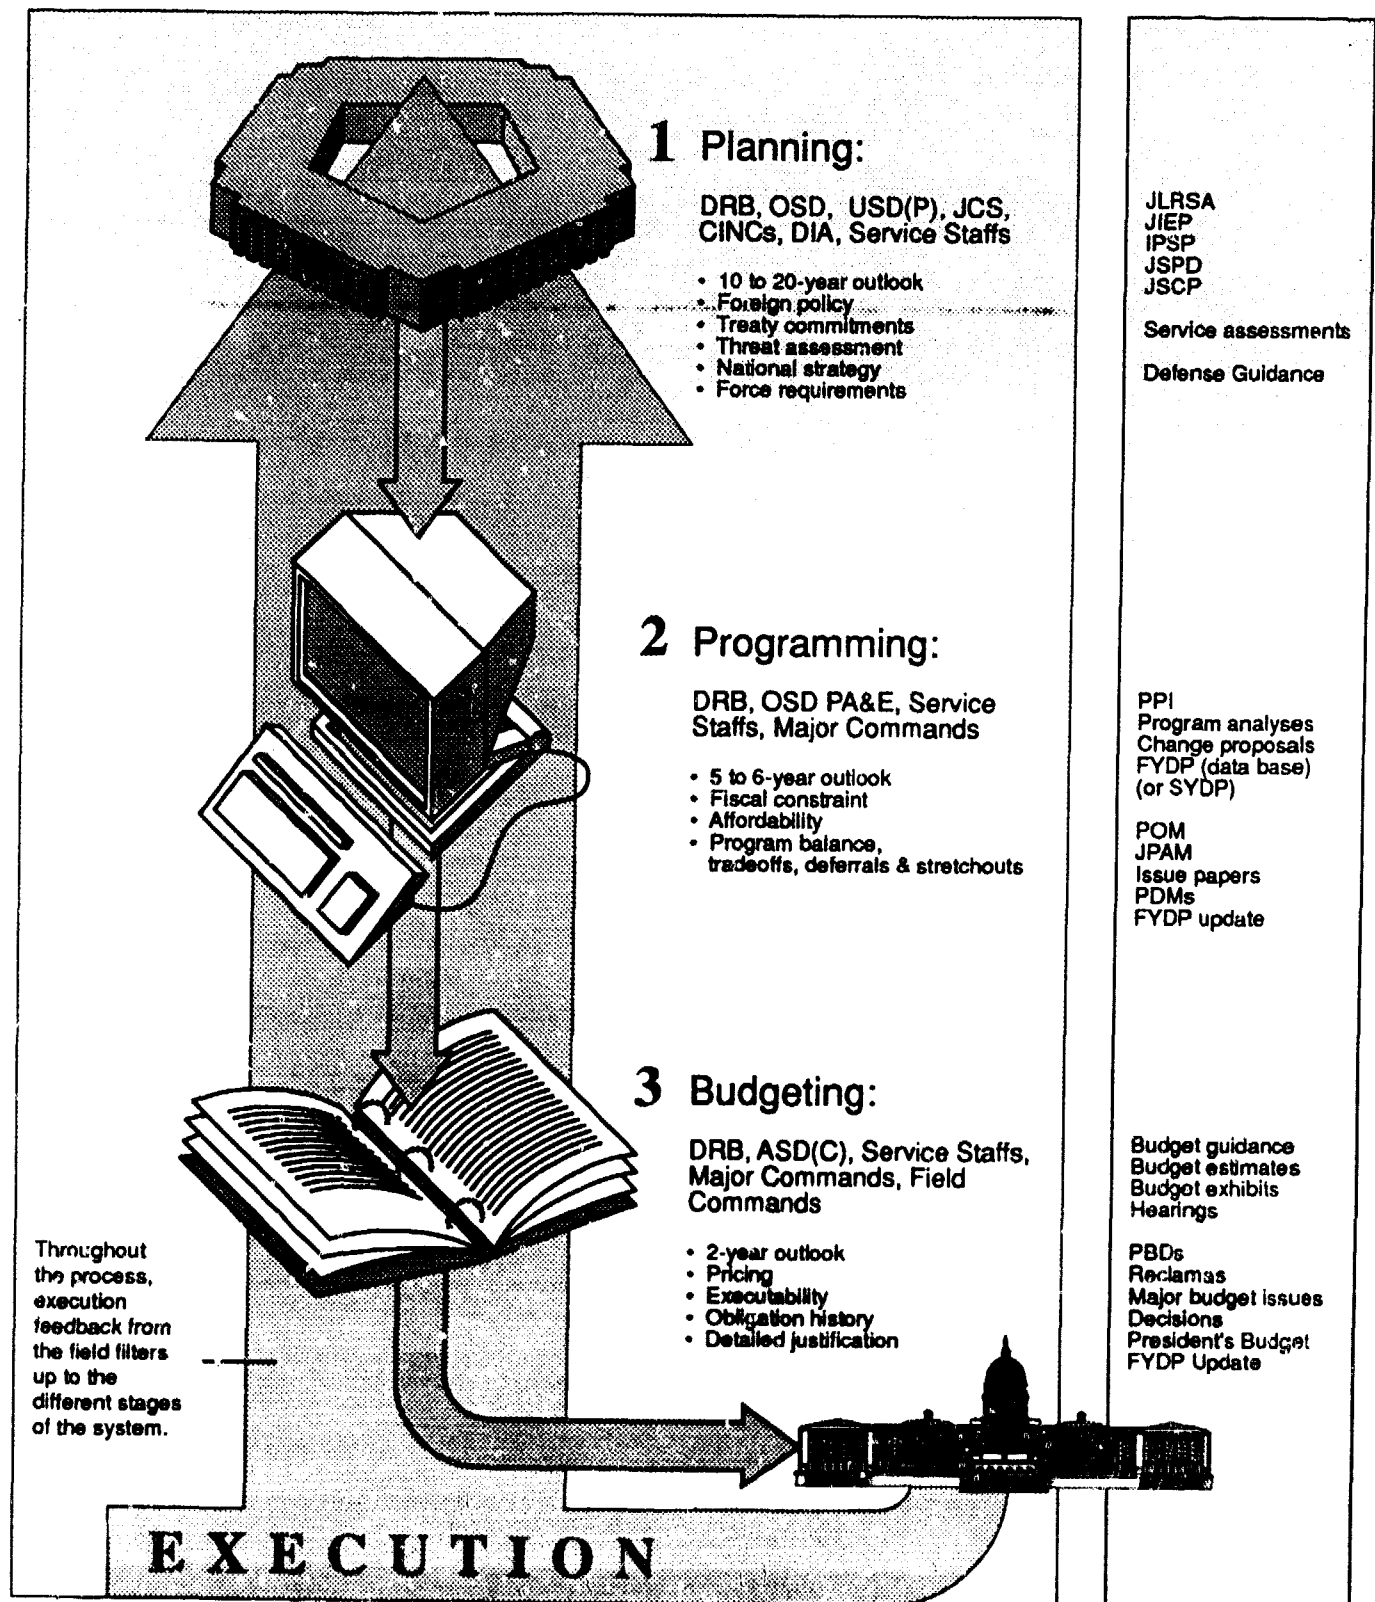 1 Planning:
DRB, OSD, USD(P), JCS,
CINCs, DIA, Service Staffs
• 10 to 20-year outlook
• Foreign policy
• Treaty commitments
• Threat assessment
• National strategy
• Force requirements
JLRSA
JIEP
IPSP
JSPD
JSCP
Service assessments
Defense Guidance
2 Programming:
DRB, OSD PA&E, Service
Staffs, Major Commands
• 5 to 6-year outlook
• Fiscal constraint
• Affordability
• Program balance,
tradeoffs, deferrals & stretchouts
PPI
Program analyses
Change proposals
FYDP (data base)
(or SYDP)
POM
JPAM
Issue papers
PDMs
FYDP update
3 Budgeting:
DRB, ASD(C), Service Staffs,
Major Commands, Field
Commands
• 2-year outlook
• Pricing
• Executability
• Obligation history
• Detailed justification
Budget guidance
Budget estimates
Budget exhibits
Hearings
PBDs
Reclamas
Major budget issues
Decisions
President's Budget
FYDP Update
Throughout
the process,
execution
feedback from
the field filters
up to the
different stages
of the system.
EXECUTION